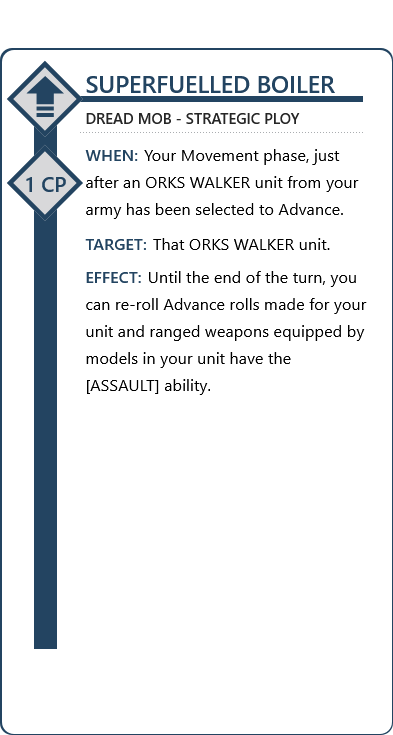 SUPERFUELLED BOILER
DREAD MOB - STRATEGIC PLOY
1 CP
WHEN: Your Movement phase, just
after an ORKS WALKER unit from your
army has been selected to Advance.
TARGET: That ORKS WALKER unit.
EFFECT: Until the end of the turn, you
can re-roll Advance rolls made for your
unit and ranged weapons equipped by
models in your unit have the
[ASSAULT] ability.